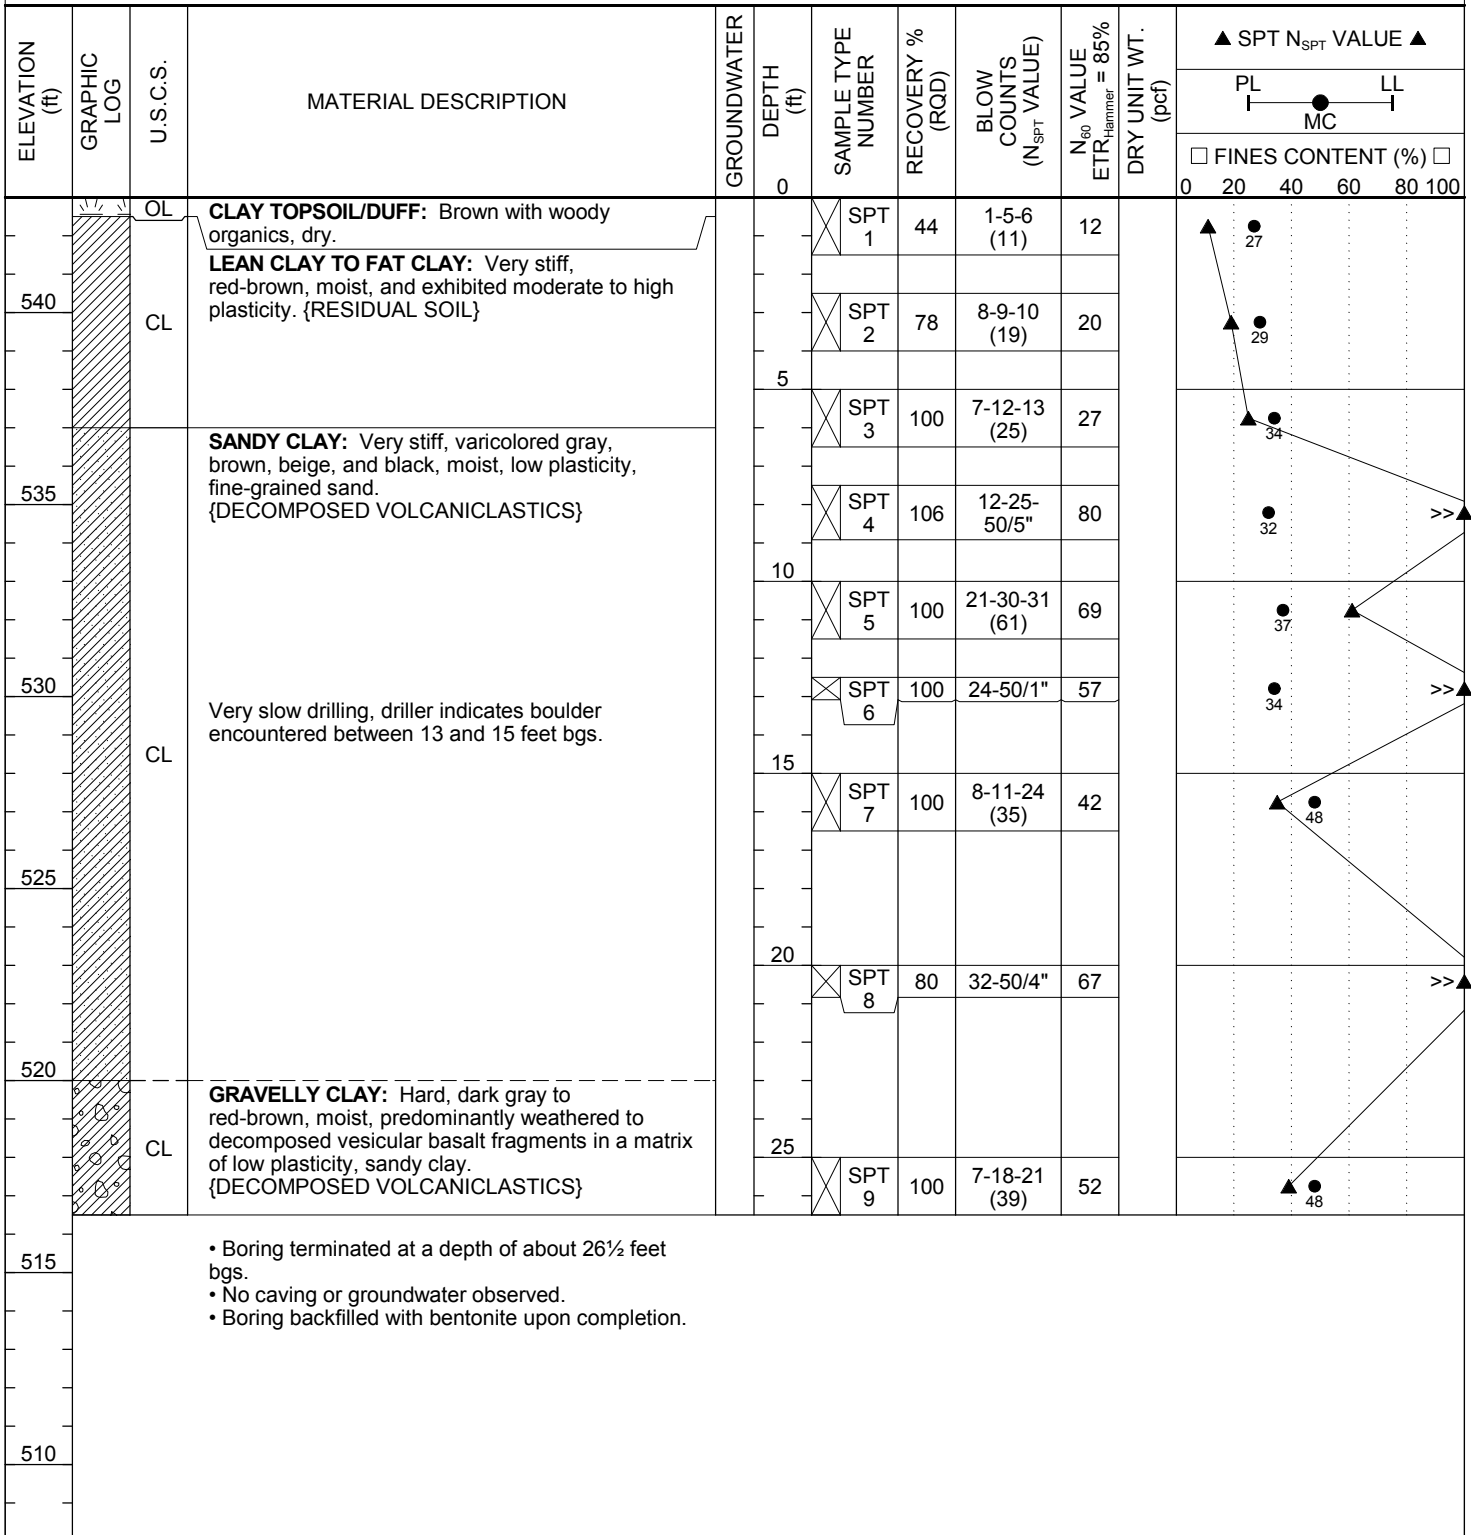 ELEVATION
(ft)
GRAPHIC
LOG
U.S.C.S.
MATERIAL DESCRIPTION
GROUNDWATER
DEPTH
(ft)
0
SAMPLE TYPE
NUMBER
RECOVERY %
(RQD)
BLOW
COUNTS
(N_SPT VALUE)
N_60 VALUE
ETR_Hammer = 85%
DRY UNIT WT.
(pcf)
▲ SPT N_SPT VALUE ▲
PL LL
MC
□ FINES CONTENT (%) □
0 20 40 60 80 100
OL
CLAY TOPSOIL/DUFF: Brown with woody
organics, dry.
SPT
1
44
1-5-6
(11)
12
27
LEAN CLAY TO FAT CLAY: Very stiff,
red-brown, moist, and exhibited moderate to high
plasticity. {RESIDUAL SOIL}
540
CL
SPT
2
78
8-9-10
(19)
20
29
5
SPT
3
100
7-12-13
(25)
27
34
SANDY CLAY: Very stiff, varicolored gray,
brown, beige, and black, moist, low plasticity,
fine-grained sand.
{DECOMPOSED VOLCANICLASTICS}
535
SPT
4
106
12-25-
50/5"
80
32
>>
10
SPT
5
100
21-30-31
(61)
69
37
530
SPT
6
100
24-50/1"
57
34
>>
Very slow drilling, driller indicates boulder
encountered between 13 and 15 feet bgs.
CL
15
SPT
7
100
8-11-24
(35)
42
48
525
20
SPT
8
80
32-50/4"
67
>>
520
GRAVELLY CLAY: Hard, dark gray to
red-brown, moist, predominantly weathered to
decomposed vesicular basalt fragments in a matrix
of low plasticity, sandy clay.
{DECOMPOSED VOLCANICLASTICS}
CL
25
SPT
9
100
7-18-21
(39)
52
48
515
• Boring terminated at a depth of about 26½ feet
bgs.
• No caving or groundwater observed.
• Boring backfilled with bentonite upon completion.
510